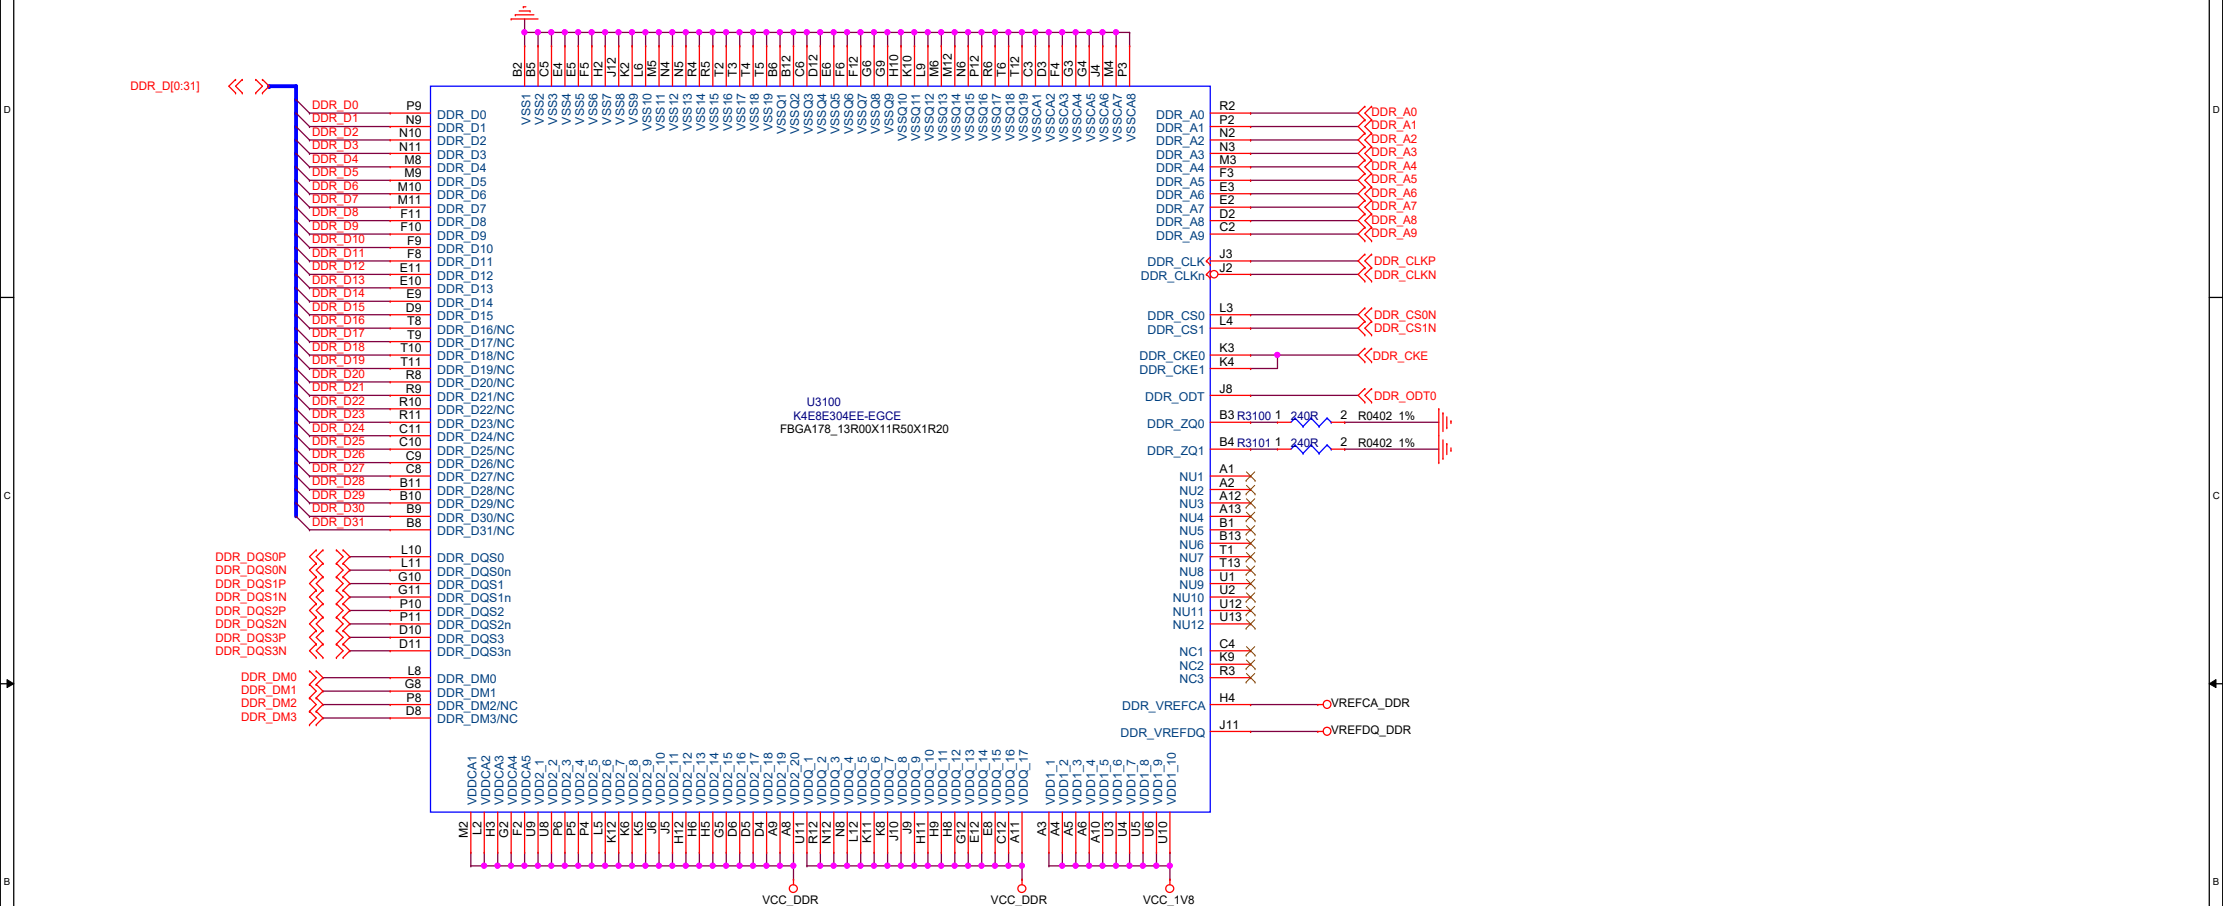 B2 B5 C5 E4 E5 F5 H2 J12 K2 L6 M5 N4 N5 R4 R5 T2 T3 T4 T5 B6 B12 C6 D12 E6 F6 F12 G6 G9 H10 K10 L9 M6 M12 N6 P12 R6 T6 T12 C3 D3 F4 G3 G4 J4 M4 P3
VSS1 VSS2 VSS3 VSS4 VSS5 VSS6 VSS7 VSS8 VSS9 VSS10 VSS11 VSS12 VSS13 VSS14 VSS15 VSS16 VSS17 VSS18 VSS19 VSSQ1 VSSQ2 VSSQ3 VSSQ4 VSSQ5 VSSQ6 VSSQ7 VSSQ8 VSSQ9 VSSQ10 VSSQ11 VSSQ12 VSSQ13 VSSQ14 VSSQ15 VSSQ16 VSSQ17 VSSQ18 VSSQ19 VSSCA1 VSSCA2 VSSCA3 VSSCA4 VSSCA5 VSSCA6 VSSCA7 VSSCA8
DDR_D[0:31]
D
D
DDR_D0 P9 DDR_D0
DDR_D1 N9 DDR_D1
DDR_D2 N10 DDR_D2
DDR_D3 N11 DDR_D3
DDR_D4 M8 DDR_D4
DDR_D5 M9 DDR_D5
DDR_D6 M10 DDR_D6
DDR_D7 M11 DDR_D7
DDR_D8 F11 DDR_D8
DDR_D9 F10 DDR_D9
DDR_D10 F9 DDR_D10
DDR_D11 F8 DDR_D11
DDR_D12 E11 DDR_D12
DDR_D13 E10 DDR_D13
DDR_D14 E9 DDR_D14
DDR_D15 D9 DDR_D15
DDR_D16 T8 DDR_D16/NC
DDR_D17 T9 DDR_D17/NC
DDR_D18 T10 DDR_D18/NC
DDR_D19 T11 DDR_D19/NC
DDR_D20 R8 DDR_D20/NC
DDR_D21 R9 DDR_D21/NC
DDR_D22 R10 DDR_D22/NC
DDR_D23 R11 DDR_D23/NC
DDR_D24 C11 DDR_D24/NC
DDR_D25 C10 DDR_D25/NC
DDR_D26 C9 DDR_D26/NC
DDR_D27 C8 DDR_D27/NC
DDR_D28 B11 DDR_D28/NC
DDR_D29 B10 DDR_D29/NC
DDR_D30 B9 DDR_D30/NC
DDR_D31 B8 DDR_D31/NC
DDR_DQS0P L10 DDR_DQS0
DDR_DQS0N L11 DDR_DQS0n
DDR_DQS1P G10 DDR_DQS1
DDR_DQS1N G11 DDR_DQS1n
DDR_DQS2P P10 DDR_DQS2
DDR_DQS2N P11 DDR_DQS2n
DDR_DQS3P D10 DDR_DQS3
DDR_DQS3N D11 DDR_DQS3n
DDR_DM0 L8 DDR_DM0
DDR_DM1 G8 DDR_DM1
DDR_DM2 P8 DDR_DM2/NC
DDR_DM3 D8 DDR_DM3/NC
U3100
K4E8E304EE-EGCE
FBGA178_13R00X11R50X1R20
DDR_A0 R2 DDR_A0
DDR_A1 P2 DDR_A1
DDR_A2 N2 DDR_A2
DDR_A3 N3 DDR_A3
DDR_A4 M3 DDR_A4
DDR_A5 F3 DDR_A5
DDR_A6 E3 DDR_A6
DDR_A7 E2 DDR_A7
DDR_A8 D2 DDR_A8
DDR_A9 C2 DDR_A9
DDR_CLK J3 DDR_CLKP
DDR_CLKn J2 DDR_CLKN
DDR_CS0 L3 DDR_CS0N
DDR_CS1 L4 DDR_CS1N
DDR_CKE0 K3 DDR_CKE
DDR_CKE1 K4
DDR_ODT J8 DDR_ODT0
DDR_ZQ0 B3 R3100 1 240R 2 R0402 1%
DDR_ZQ1 B4 R3101 1 240R 2 R0402 1%
NU1 A1
NU2 A2
NU3 A12
NU4 A13
NU5 B1
NU6 B13
NU7 T1
NU8 T13
NU9 U1
NU10 U2
NU11 U12
NU12 U13
NC1 C4
NC2 K9
NC3 R3
DDR_VREFCA H4 VREFCA_DDR
DDR_VREFDQ J11 VREFDQ_DDR
C
C
VDDCA1 VDDCA2 VDDCA3 VDDCA4 VDDCA5 VDD2_1 VDD2_2 VDD2_3 VDD2_4 VDD2_5 VDD2_6 VDD2_7 VDD2_8 VDD2_9 VDD2_10 VDD2_11 VDD2_12 VDD2_13 VDD2_14 VDD2_15 VDD2_16 VDD2_17 VDD2_18 VDD2_19 VDD2_20 VDDQ_1 VDDQ_2 VDDQ_3 VDDQ_4 VDDQ_5 VDDQ_6 VDDQ_7 VDDQ_8 VDDQ_9 VDDQ_10 VDDQ_11 VDDQ_12 VDDQ_13 VDDQ_14 VDDQ_15 VDDQ_16 VDDQ_17 VDD1_1 VDD1_2 VDD1_3 VDD1_4 VDD1_5 VDD1_6 VDD1_7 VDD1_8 VDD1_9 VDD1_10
M2 L2 H3 G2 F2 U9 U8 P6 P5 P4 L5 K12 K6 K5 J6 J5 H12 H6 H5 G5 D6 D5 D4 A9 A8 U11 R12 N12 N8 L12 K11 K8 J10 J9 H11 H9 H8 G12 E12 E8 C12 A11 A3 A4 A5 A6 A10 U3 U4 U5 U6 U10
B
B
VCC_DDR VCC_DDR VCC_1V8